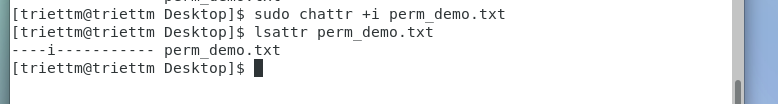 [triettm@triettm Desktop]$ sudo chattr +i perm_demo.txt
[triettm@triettm Desktop]$ lsattr perm_demo.txt
----i----------- perm_demo.txt
[triettm@triettm Desktop]$